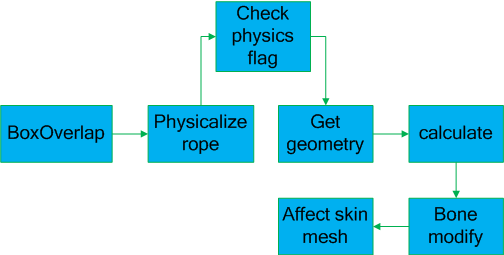 BoxOverlap
Physicalize
rope
Check
physics
flag
Get
geometry
calculate
Bone
modify
Affect skin
mesh